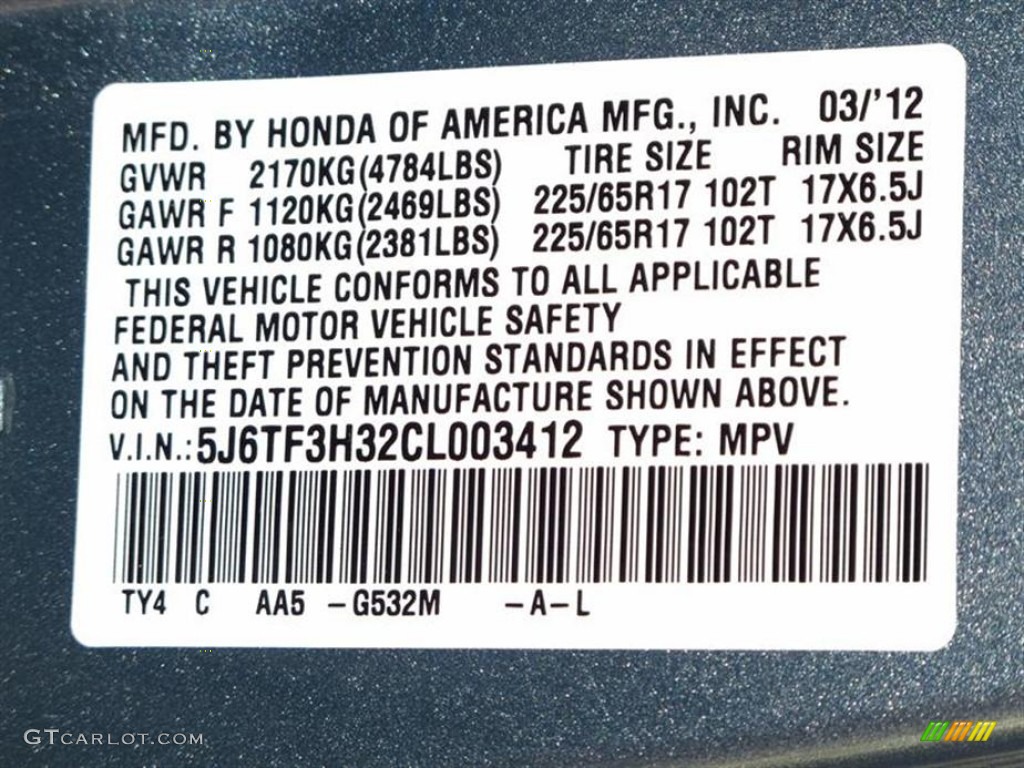 MFD. BY HONDA OF AMERICA MFG., INC. 03/'12
GVWR 2170KG(4784LBS) TIRE SIZE RIM SIZE
GAWR F 1120KG(2469LBS) 225/65R17 102T 17X6.5J
GAWR R 1080KG(2381LBS) 225/65R17 102T 17X6.5J
THIS VEHICLE CONFORMS TO ALL APPLICABLE
FEDERAL MOTOR VEHICLE SAFETY
AND THEFT PREVENTION STANDARDS IN EFFECT
ON THE DATE OF MANUFACTURE SHOWN ABOVE.
V.I.N.:5J6TF3H32CL003412 TYPE: MPV
TY4 C AA5 -G532M -A-L
GTCARLOT.COM